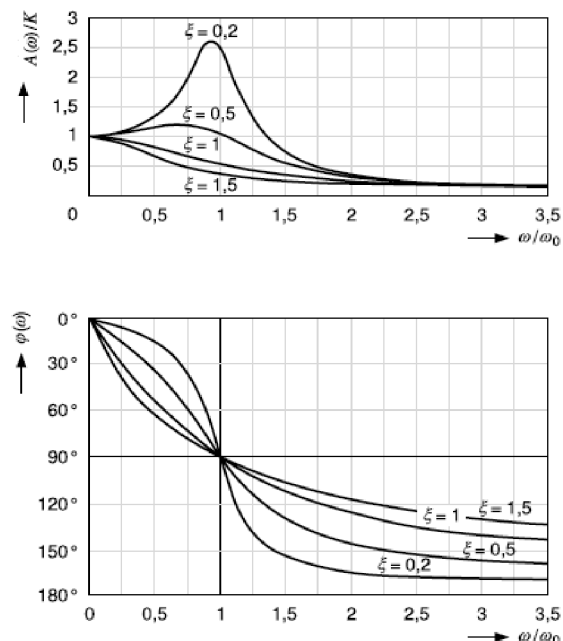 A(ω)/K
3
2,5
2
1,5
1
0,5
0
ξ = 0,2
ξ = 0,5
ξ = 1
ξ = 1,5
0,5 1 1,5 2 2,5 3 3,5
ω/ω₀
φ(ω)
0°
30°
60°
90°
120°
150°
180°
ξ = 1,5
ξ = 1
ξ = 0,5
ξ = 0,2
0 0,5 1 1,5 2 2,5 3 3,5
ω/ω₀